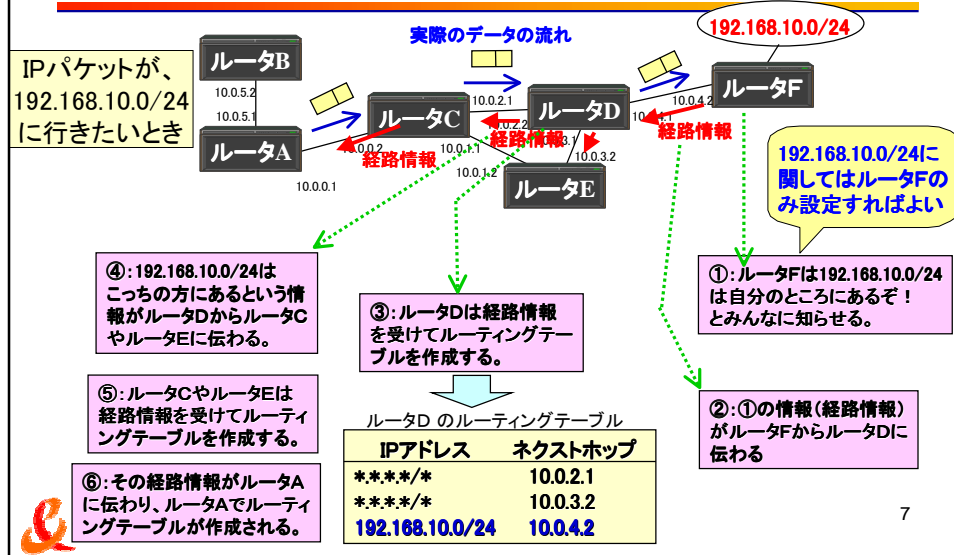 実際のデータの流れ
192.168.10.0/24
IPパケットが、
192.168.10.0/24
に行きたいとき
ルータB
10.0.5.2
10.0.5.1
ルータA
10.0.0.1
ルータC
経路情報
10.0.1.1
10.0.1.2
10.0.2.1
ルータD
経路情報
10.0.3.2
ルータE
10.0.4.2
経路情報
ルータF
192.168.10.0/24に
関してはルータFの
み設定すればよい
①:ルータFは192.168.10.0/24
は自分のところにあるぞ！
とみんなに知らせる。
②:①の情報(経路情報)
がルータFからルータDに
伝わる
③:ルータDは経路情報
を受けてルーティングテー
ブルを作成する。
④:192.168.10.0/24は
こっちの方にあるという情
報がルータDからルータC
やルータEに伝わる。
⑤:ルータCやルータEは
経路情報を受けてルーティ
ングテーブルを作成する。
⑥:その経路情報がルータA
に伝わり、ルータAでルーティ
ングテーブルが作成される。
ルータD のルーティングテーブル
IPアドレス ネクストホップ
*.*.*.*/* 10.0.2.1
*.*.*.*/* 10.0.3.2
192.168.10.0/24 10.0.4.2
7